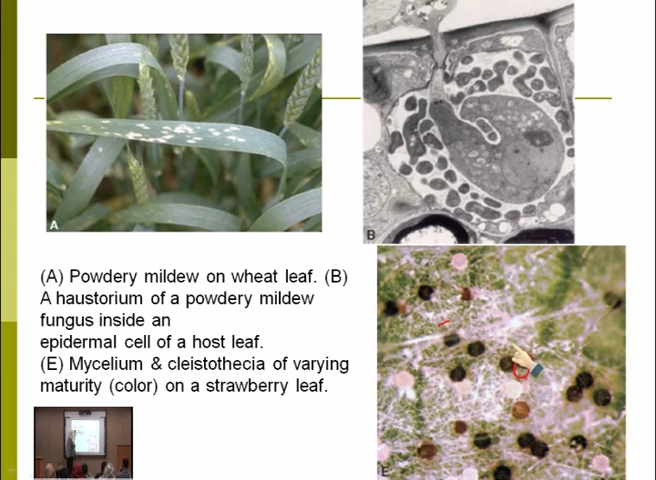 A
B
(A) Powdery mildew on wheat leaf. (B)
A haustorium of a powdery mildew
fungus inside an
epidermal cell of a host leaf.
(E) Mycelium & cleistothecia of varying
maturity (color) on a strawberry leaf.
E